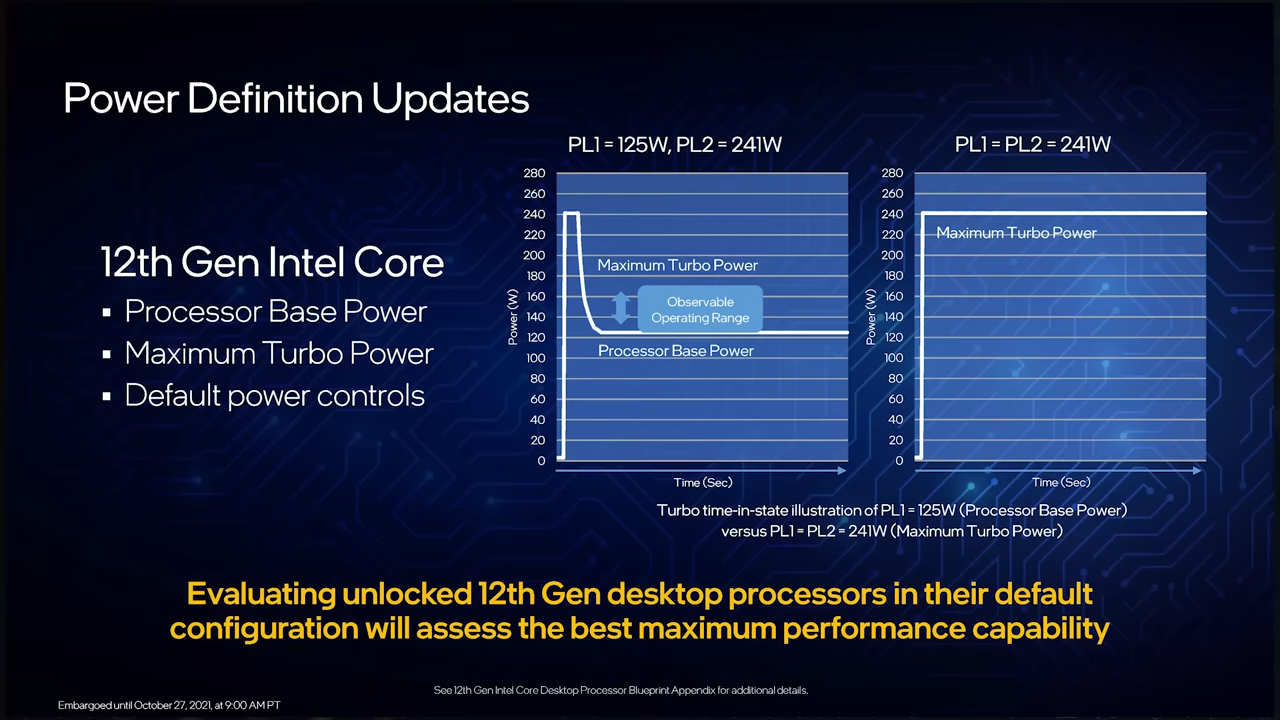 Power Definition Updates
12th Gen Intel Core
▪ Processor Base Power
▪ Maximum Turbo Power
▪ Default power controls
PL1 = 125W, PL2 = 241W
280
260
240
220
200
180
160
140
120
100
80
60
40
20
0
Power (W)
Maximum Turbo Power
Observable
Operating Range
Processor Base Power
Time (Sec)
PL1 = PL2 = 241W
280
260
240
220
200
180
160
140
120
100
80
60
40
20
0
Power (W)
Maximum Turbo Power
Time (Sec)
Turbo time-in-state illustration of PL1 = 125W (Processor Base Power)
versus PL1 = PL2 = 241W (Maximum Turbo Power)
Evaluating unlocked 12th Gen desktop processors in their default
configuration will assess the best maximum performance capability
See 12th Gen Intel Core Desktop Processor Blueprint Appendix for additional details.
Embargoed until October 27, 2021, at 9:00 AM PT